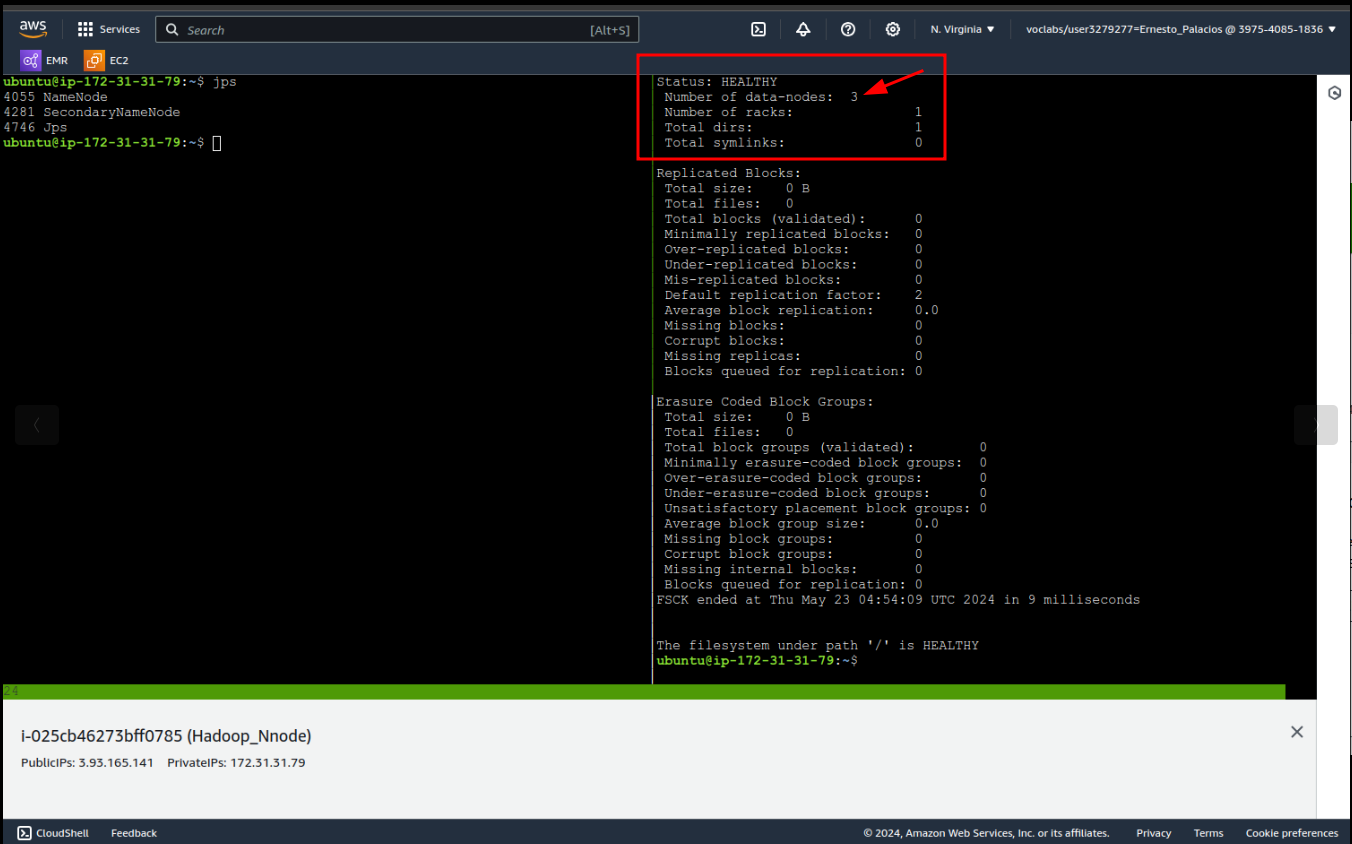 aws
Services
Search
[Alt+S]
N. Virginia
voclabs/user3279277=Ernesto_Palacios @ 3975-4085-1836
EMR
EC2
ubuntu@ip-172-31-31-79:~$ jps
4055 NameNode
4281 SecondaryNameNode
4746 Jps
ubuntu@ip-172-31-31-79:~$
Status: HEALTHY
Number of data-nodes: 3
Number of racks: 1
Total dirs: 1
Total symlinks: 0
Replicated Blocks:
Total size: 0 B
Total files: 0
Total blocks (validated): 0
Minimally replicated blocks: 0
Over-replicated blocks: 0
Under-replicated blocks: 0
Mis-replicated blocks: 0
Default replication factor: 2
Average block replication: 0.0
Missing blocks: 0
Corrupt blocks: 0
Missing replicas: 0
Blocks queued for replication: 0
Erasure Coded Block Groups:
Total size: 0 B
Total files: 0
Total block groups (validated): 0
Minimally erasure-coded block groups: 0
Over-erasure-coded block groups: 0
Under-erasure-coded block groups: 0
Unsatisfactory placement block groups: 0
Average block group size: 0.0
Missing block groups: 0
Corrupt block groups: 0
Missing internal blocks: 0
Blocks queued for replication: 0
FSCK ended at Thu May 23 04:54:09 UTC 2024 in 9 milliseconds
The filesystem under path '/' is HEALTHY
ubuntu@ip-172-31-31-79:~$
24
i-025cb46273bff0785 (Hadoop_Nnode)
PublicIPs: 3.93.165.141 PrivateIPs: 172.31.31.79
CloudShell
Feedback
© 2024, Amazon Web Services, Inc. or its affiliates.
Privacy
Terms
Cookie preferences